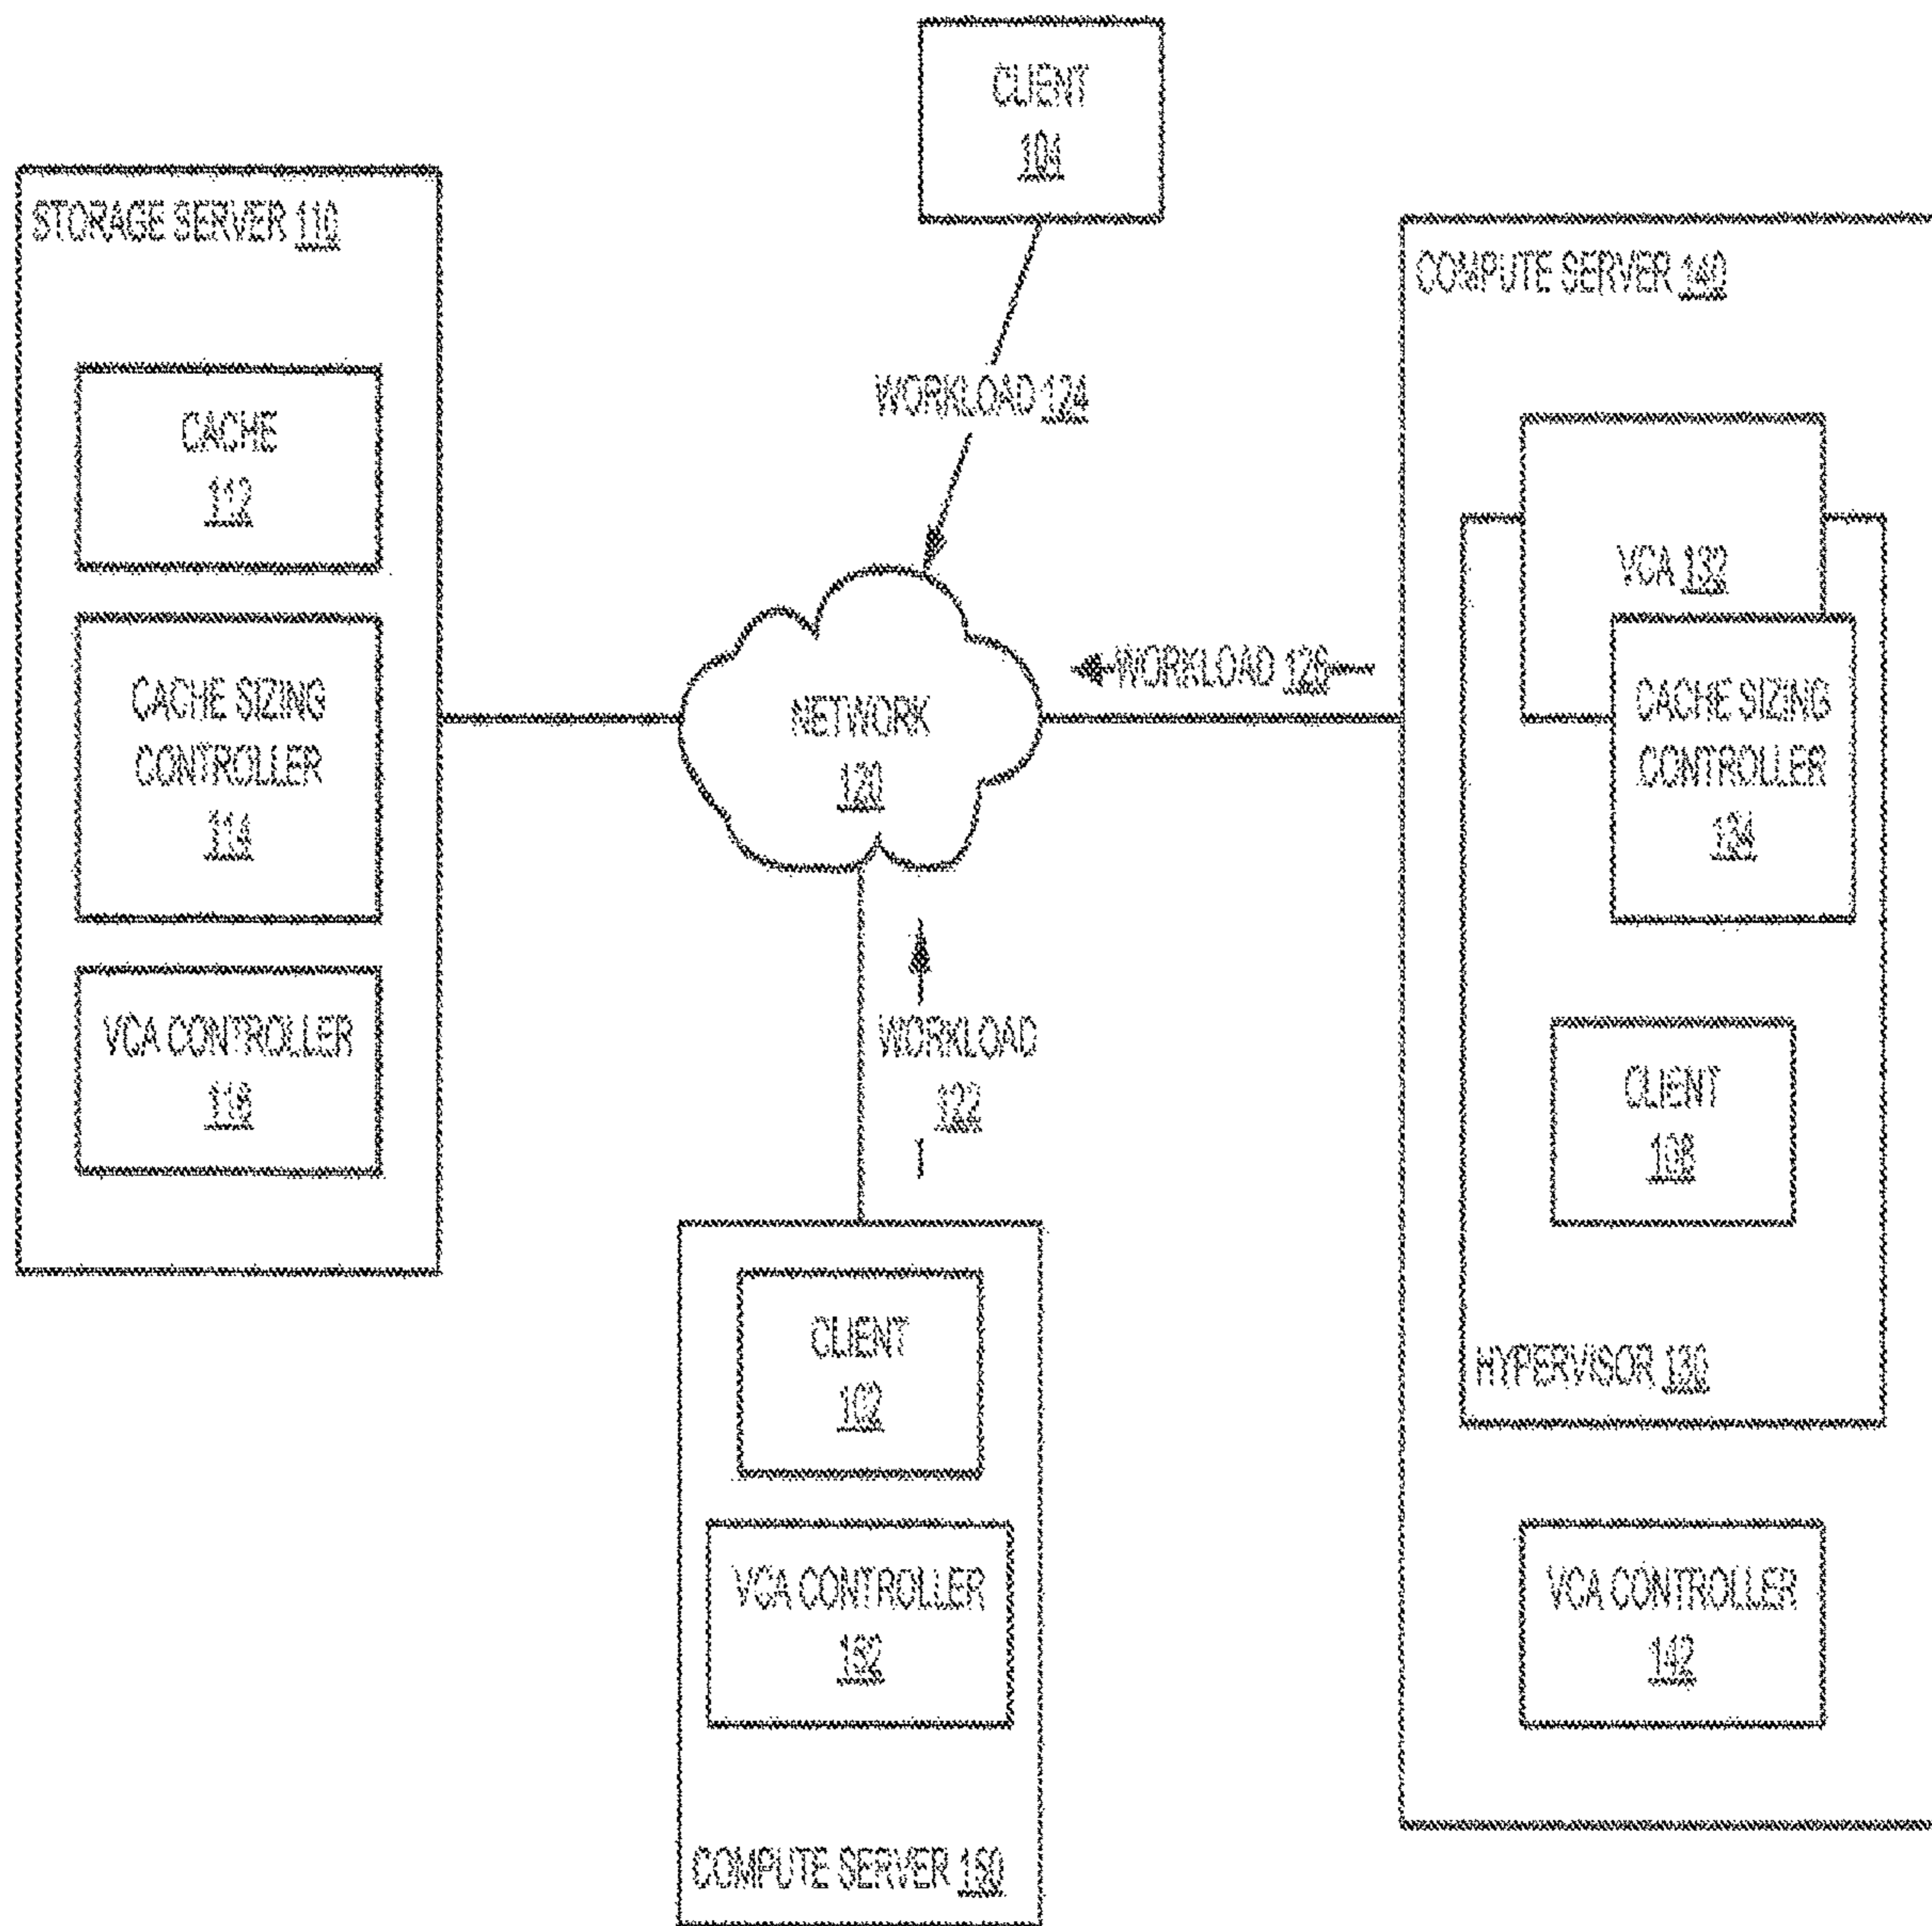 CLIENT
104
STORAGE SERVER 110
COMPUTE SERVER 140
CACHE
112
WORKLOAD 124
VCA 132
CACHE SIZING
CONTROLLER
114
NETWORK
120
WORKLOAD 126
CACHE SIZING
CONTROLLER
134
VCA CONTROLLER
116
WORKLOAD
122
CLIENT
106
HYPERVISOR 130
CLIENT
102
VCA CONTROLLER
152
VCA CONTROLLER
142
COMPUTE SERVER 150